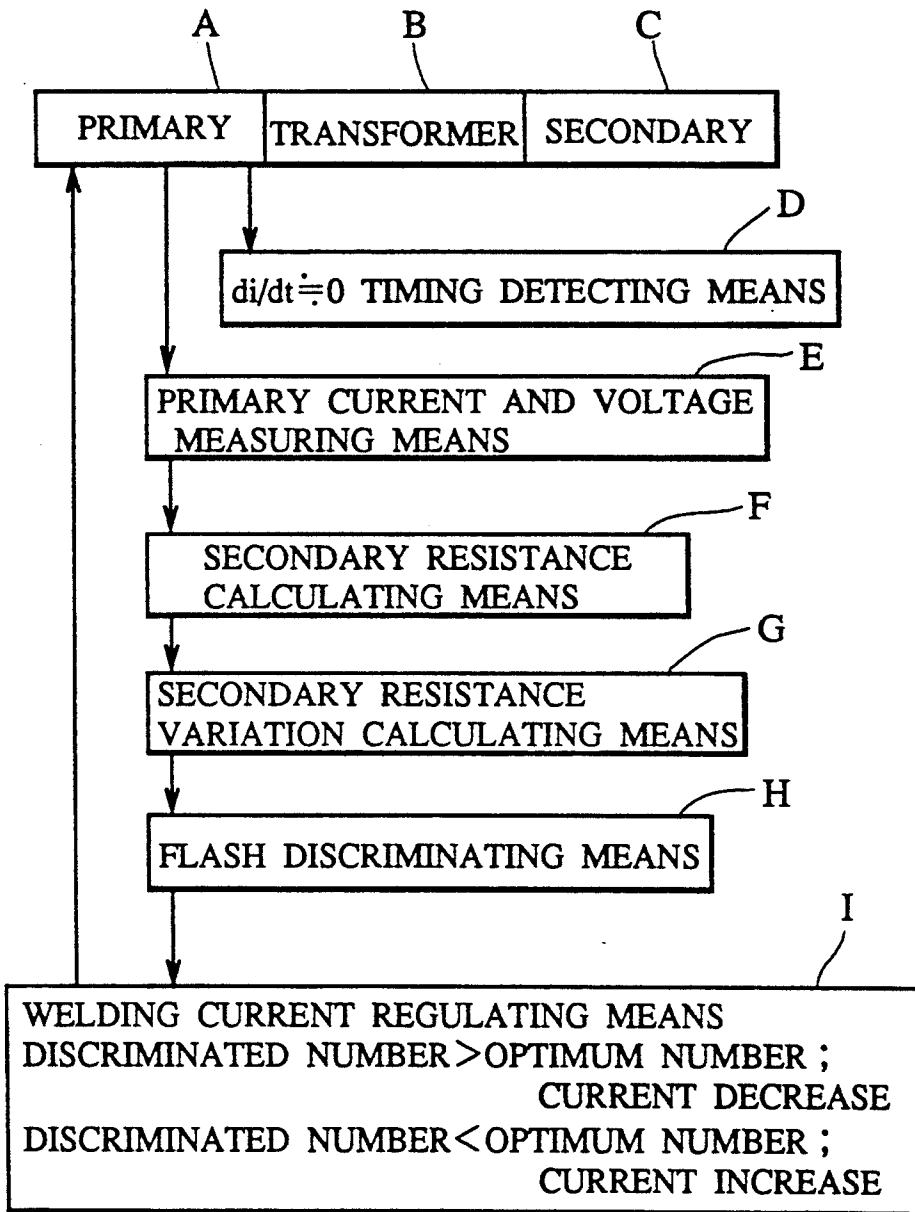 A
B
C
PRIMARY
TRANSFORMER
SECONDARY
D
di/dt≒0 TIMING DETECTING MEANS
E
PRIMARY CURRENT AND VOLTAGE
MEASURING MEANS
F
SECONDARY RESISTANCE
CALCULATING MEANS
G
SECONDARY RESISTANCE
VARIATION CALCULATING MEANS
H
FLASH DISCRIMINATING MEANS
I
WELDING CURRENT REGULATING MEANS
DISCRIMINATED NUMBER>OPTIMUM NUMBER ;
CURRENT DECREASE
DISCRIMINATED NUMBER<OPTIMUM NUMBER ;
CURRENT INCREASE